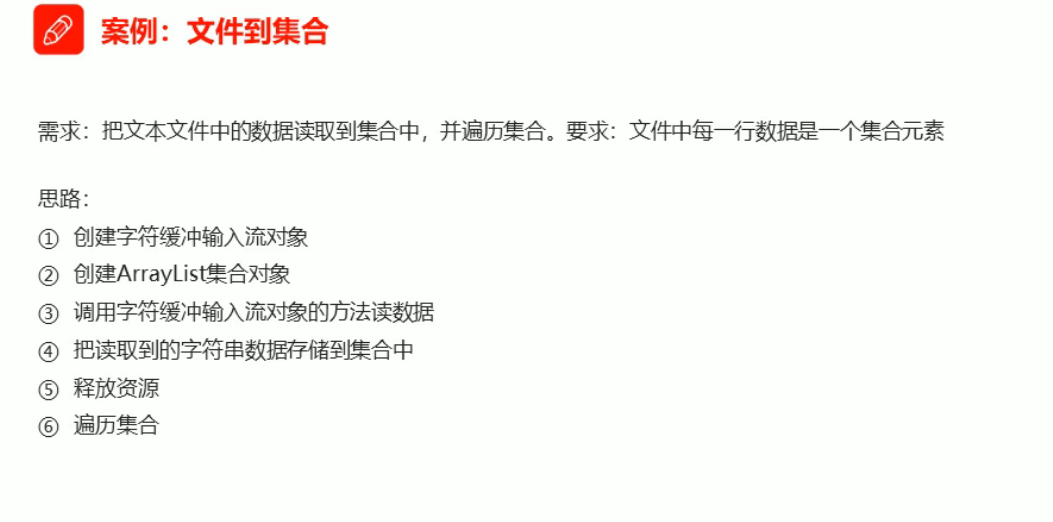 案例：文件到集合
需求：把文本文件中的数据读取到集合中，并遍历集合。要求：文件中每一行数据是一个集合元素
思路：
① 创建字符缓冲输入流对象
② 创建ArrayList集合对象
③ 调用字符缓冲输入流对象的方法读数据
④ 把读取到的字符串数据存储到集合中
⑤ 释放资源
⑥ 遍历集合